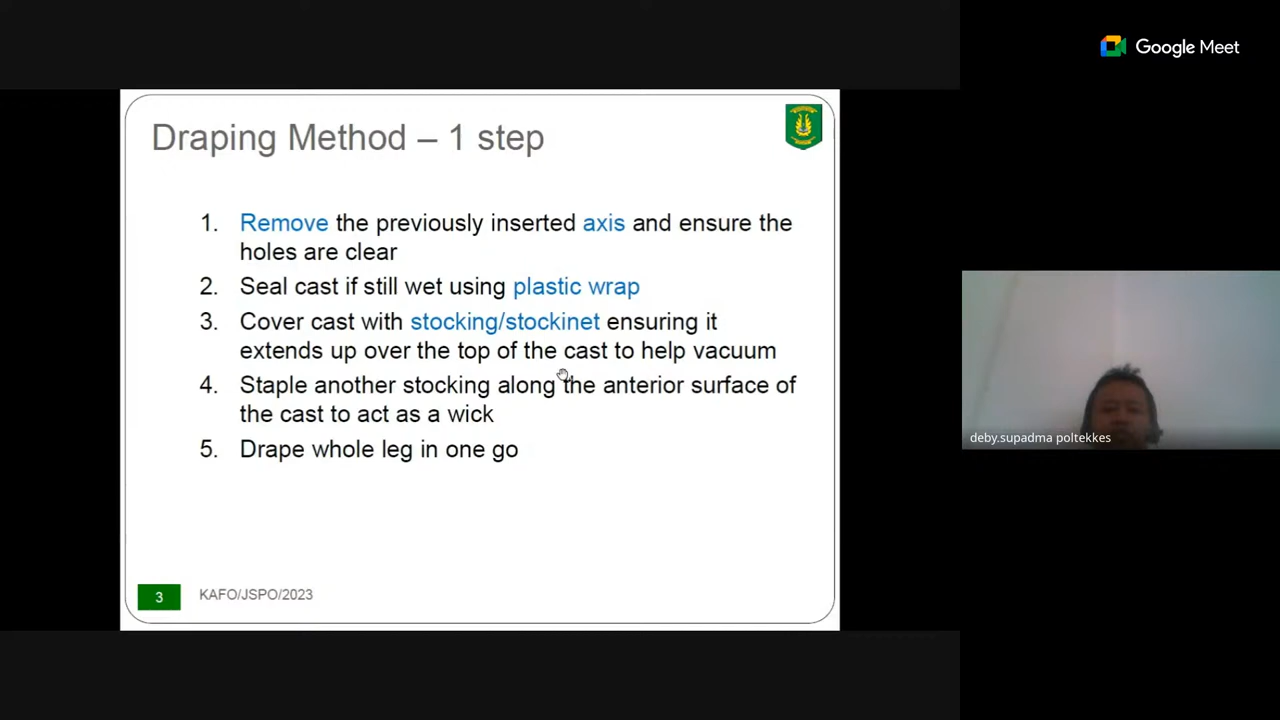 Google Meet
Draping Method – 1 step
1. Remove the previously inserted axis and ensure the
holes are clear
2. Seal cast if still wet using plastic wrap
3. Cover cast with stocking/stockinet ensuring it
extends up over the top of the cast to help vacuum
4. Staple another stocking along the anterior surface of
the cast to act as a wick
5. Drape whole leg in one go
deby.supadma poltekkes
3 KAFO/JSPO/2023